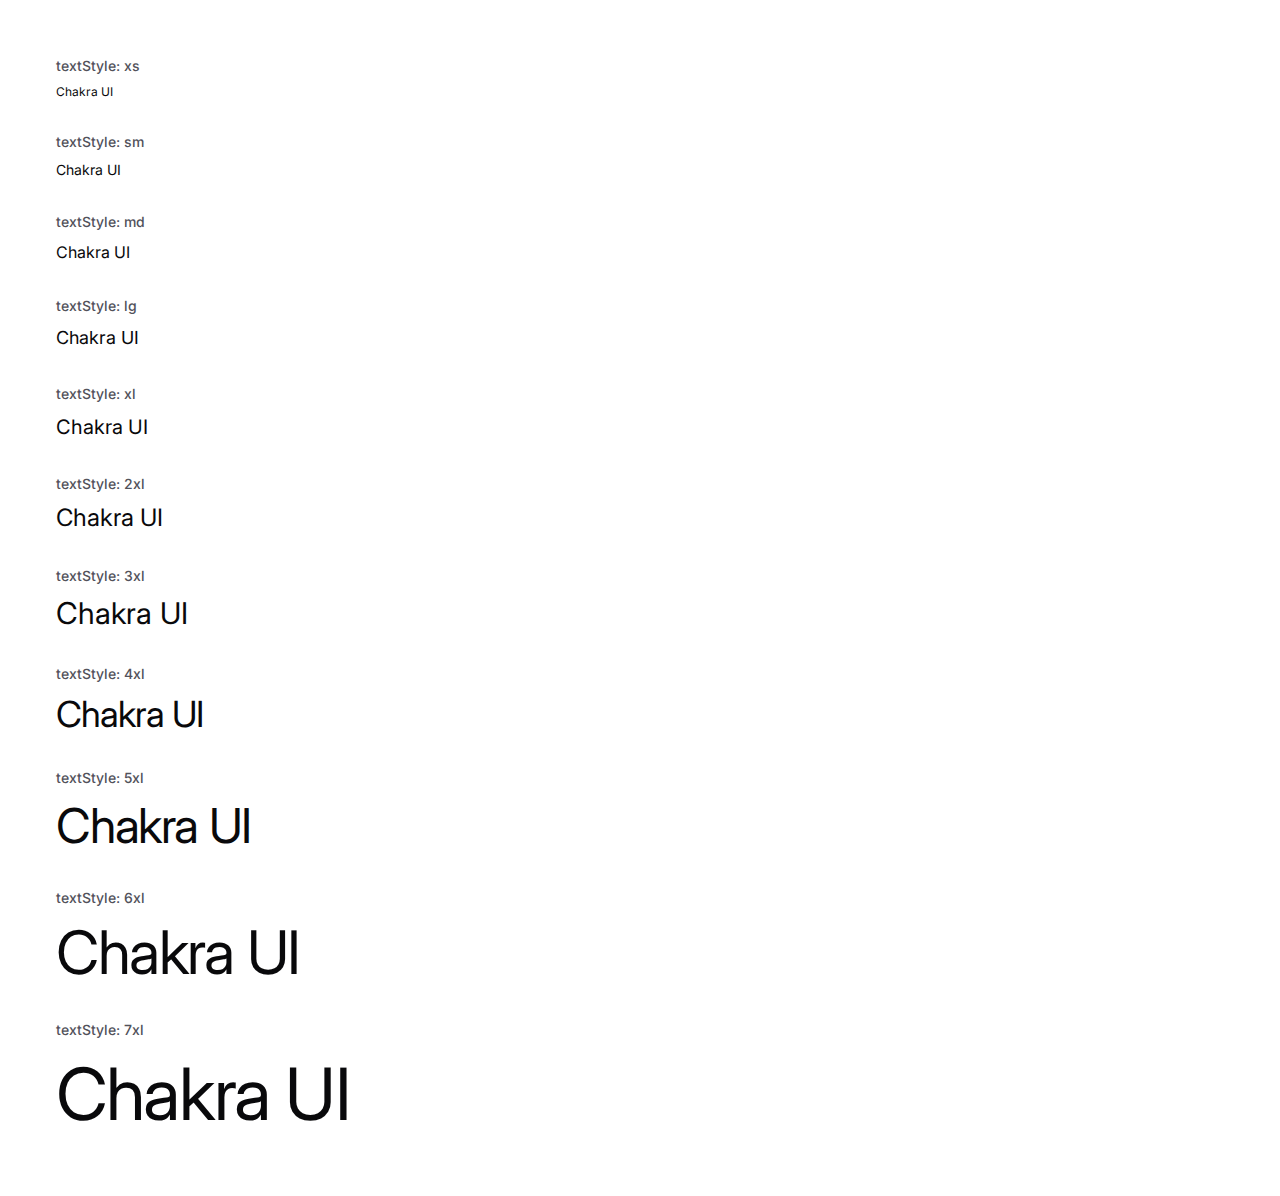 textStyle: xs
Chakra UI
textStyle: sm
Chakra UI
textStyle: md
Chakra UI
textStyle: lg
Chakra UI
textStyle: xl
Chakra UI
textStyle: 2xl
Chakra UI
textStyle: 3xl
Chakra UI
textStyle: 4xl
Chakra UI
textStyle: 5xl
Chakra UI
textStyle: 6xl
Chakra UI
textStyle: 7xl
Chakra UI